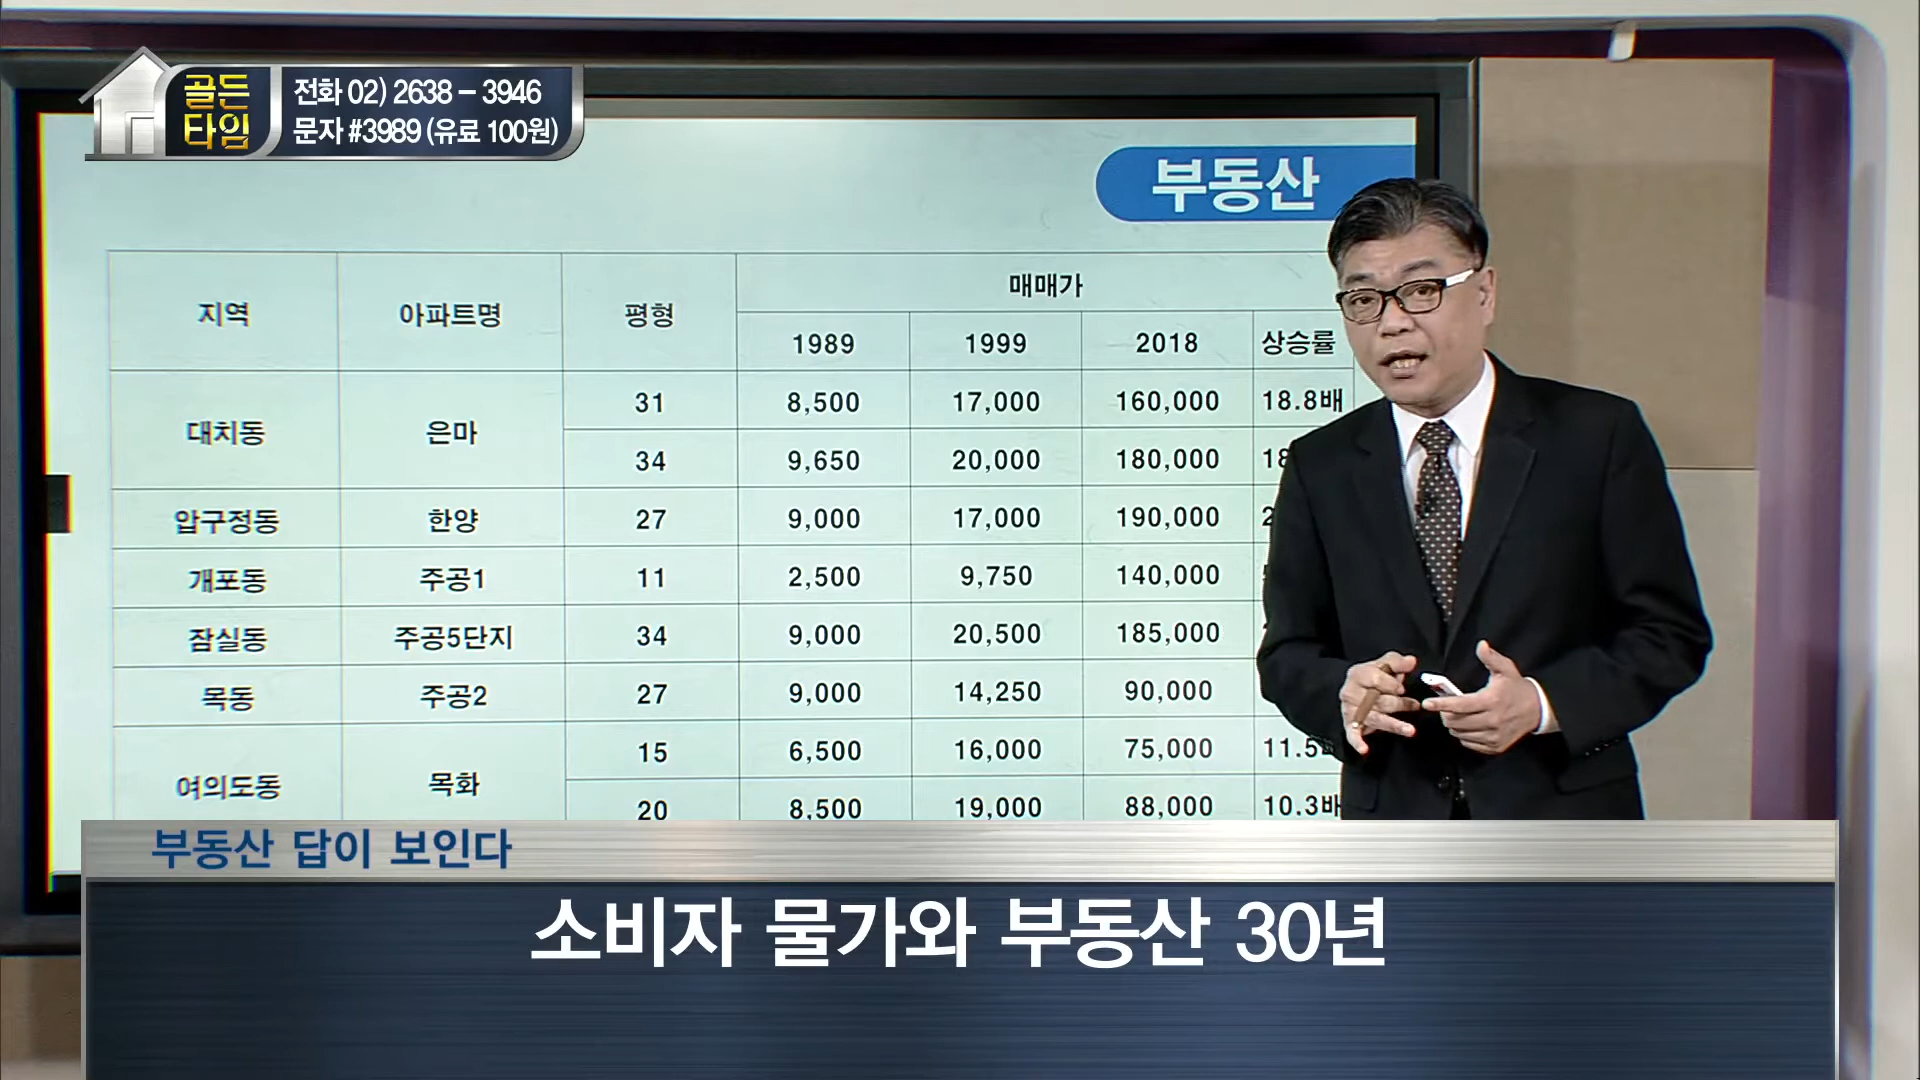 골든
타임
전화 02) 2638 - 3946
문자 #3989 (유료 100원)
부동산
지역 아파트명 평형 매매가
1989 1999 2018 상승률
대치동 은마 31 8,500 17,000 160,000 18.8배
34 9,650 20,000 180,000
압구정동 한양 27 9,000 17,000 190,000
개포동 주공1 11 2,500 9,750 140,000
잠실동 주공5단지 34 9,000 20,500 185,000
목동 주공2 27 9,000 14,250 90,000
여의도동 목화 15 6,500 16,000 75,000 11.5배
20 8,500 19,000 88,000 10.3배
부동산 답이 보인다
소비자 물가와 부동산 30년